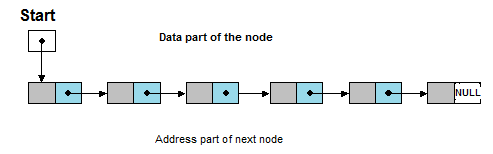 Start
Data part of the node
NULL
Address part of next node